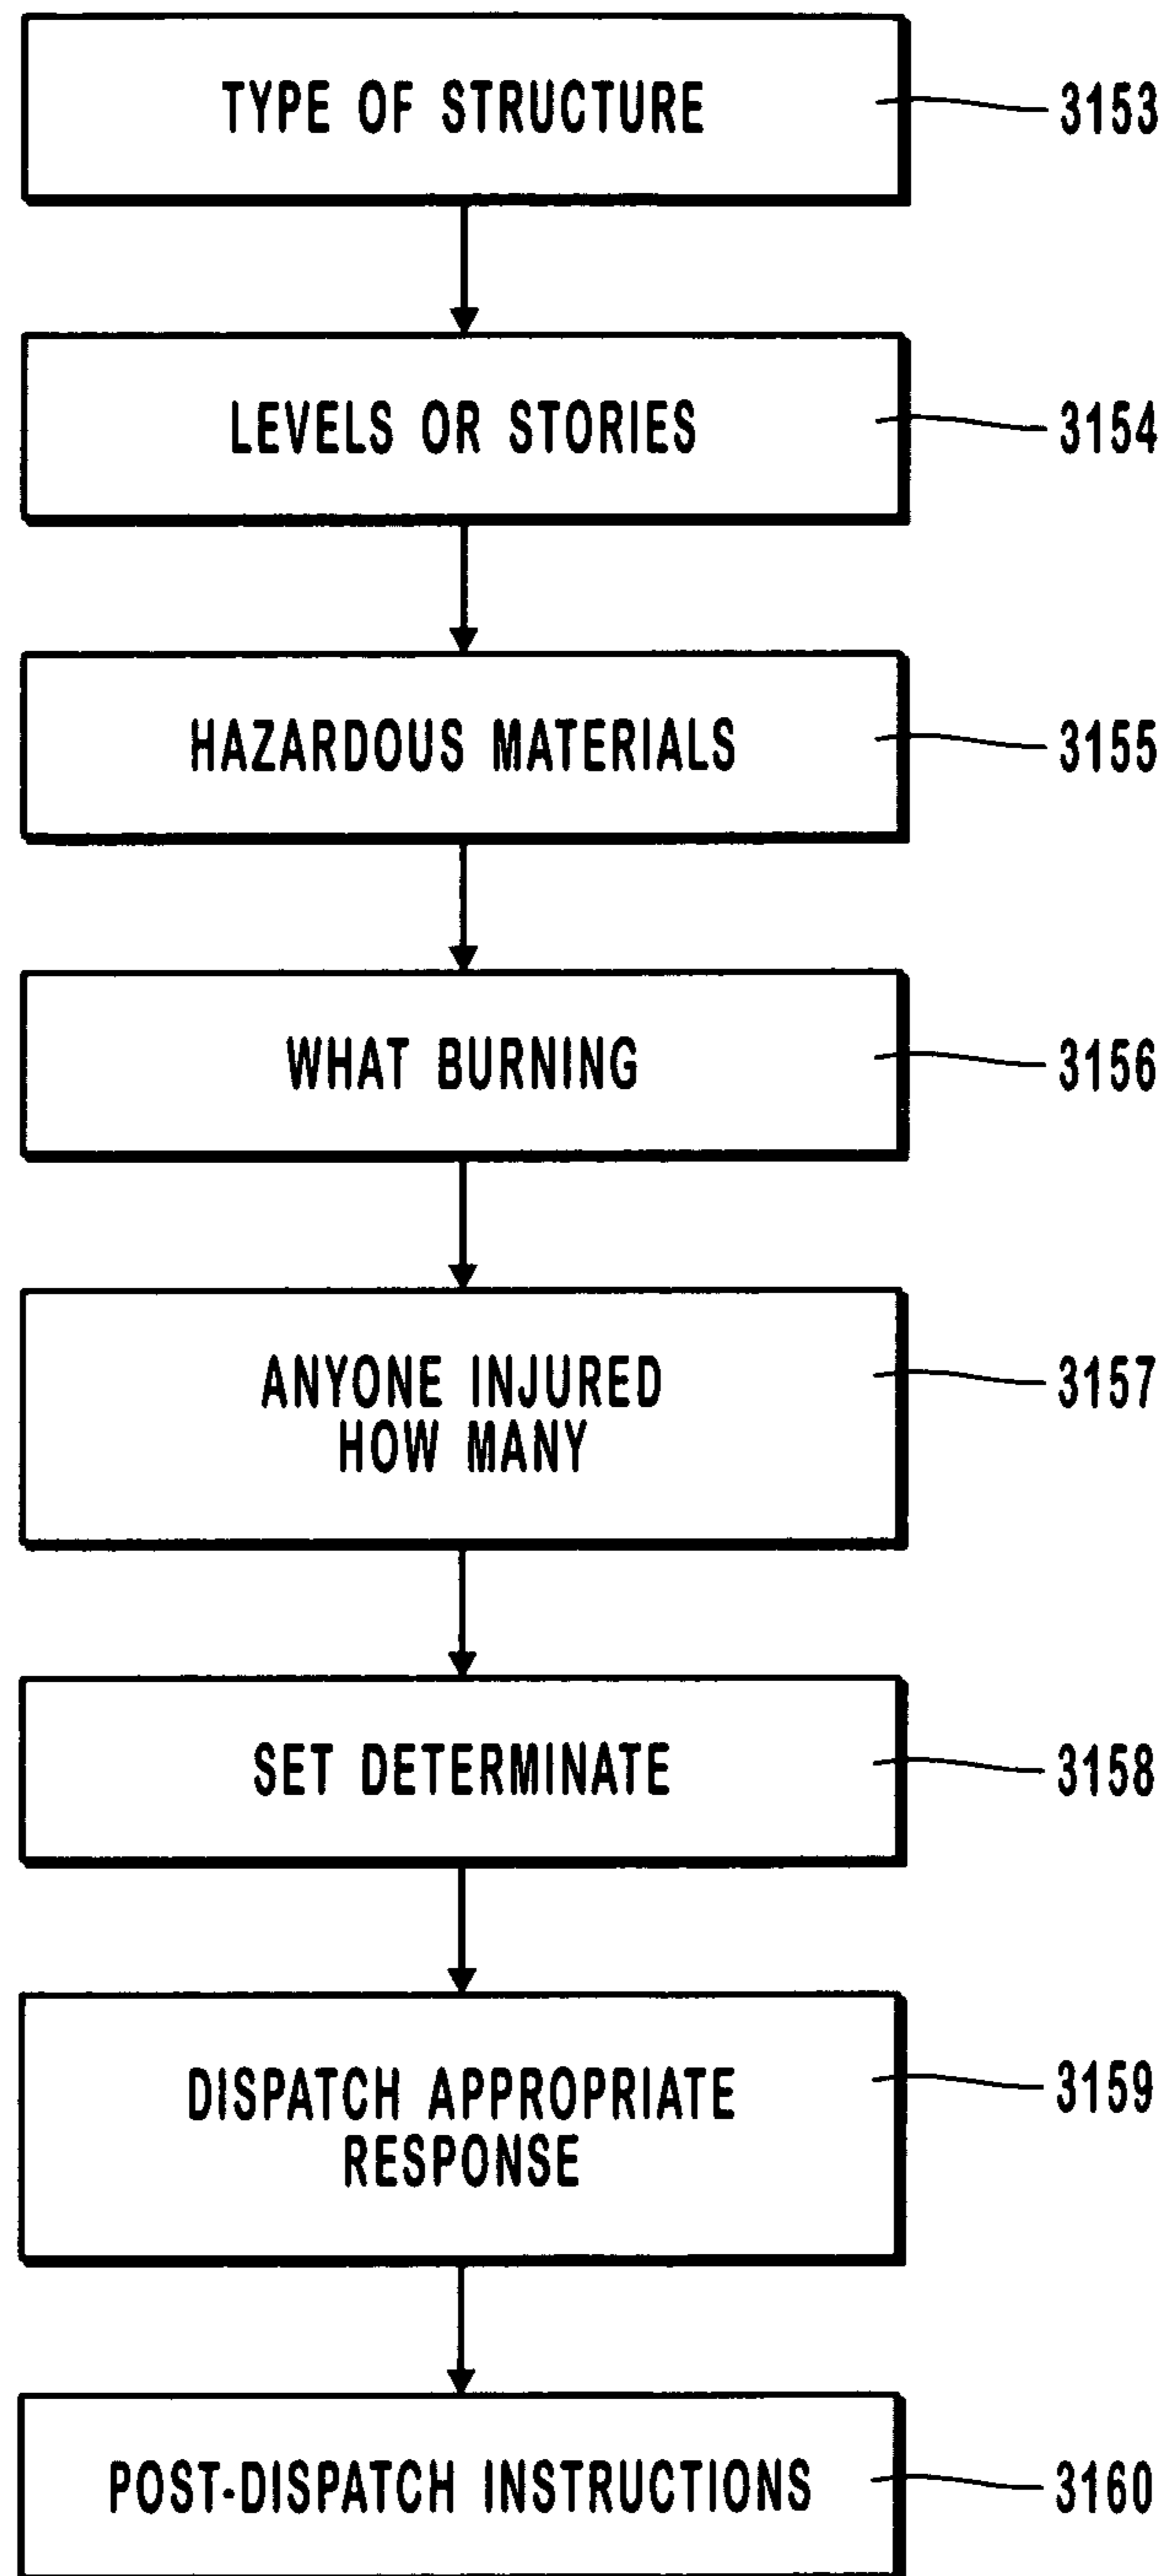 TYPE OF STRUCTURE
3153
LEVELS OR STORIES
3154
HAZARDOUS MATERIALS
3155
WHAT BURNING
3156
ANYONE INJURED
HOW MANY
3157
SET DETERMINATE
3158
DISPATCH APPROPRIATE
RESPONSE
3159
POST-DISPATCH INSTRUCTIONS
3160